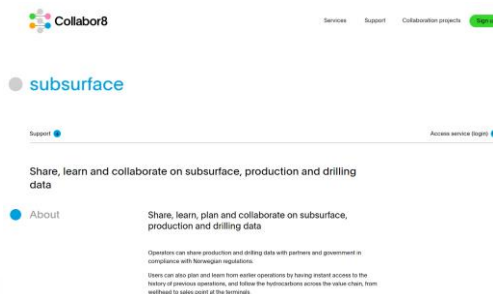 Collabor8
Services Support Collaboration projects Sign
subsurface
Support Access service (login)
Share, learn and collaborate on subsurface, production and drilling
data
About
Share, learn, plan and collaborate on subsurface,
production and drilling data
Operators can share production and drilling data with partners and government in
compliance with Norwegian regulations.
Users can also plan and learn from earlier operations by having instant access to the
history of previous operations, and follow the hydrocarbons across the value chain, from
wellhead to sales point at the terminals.